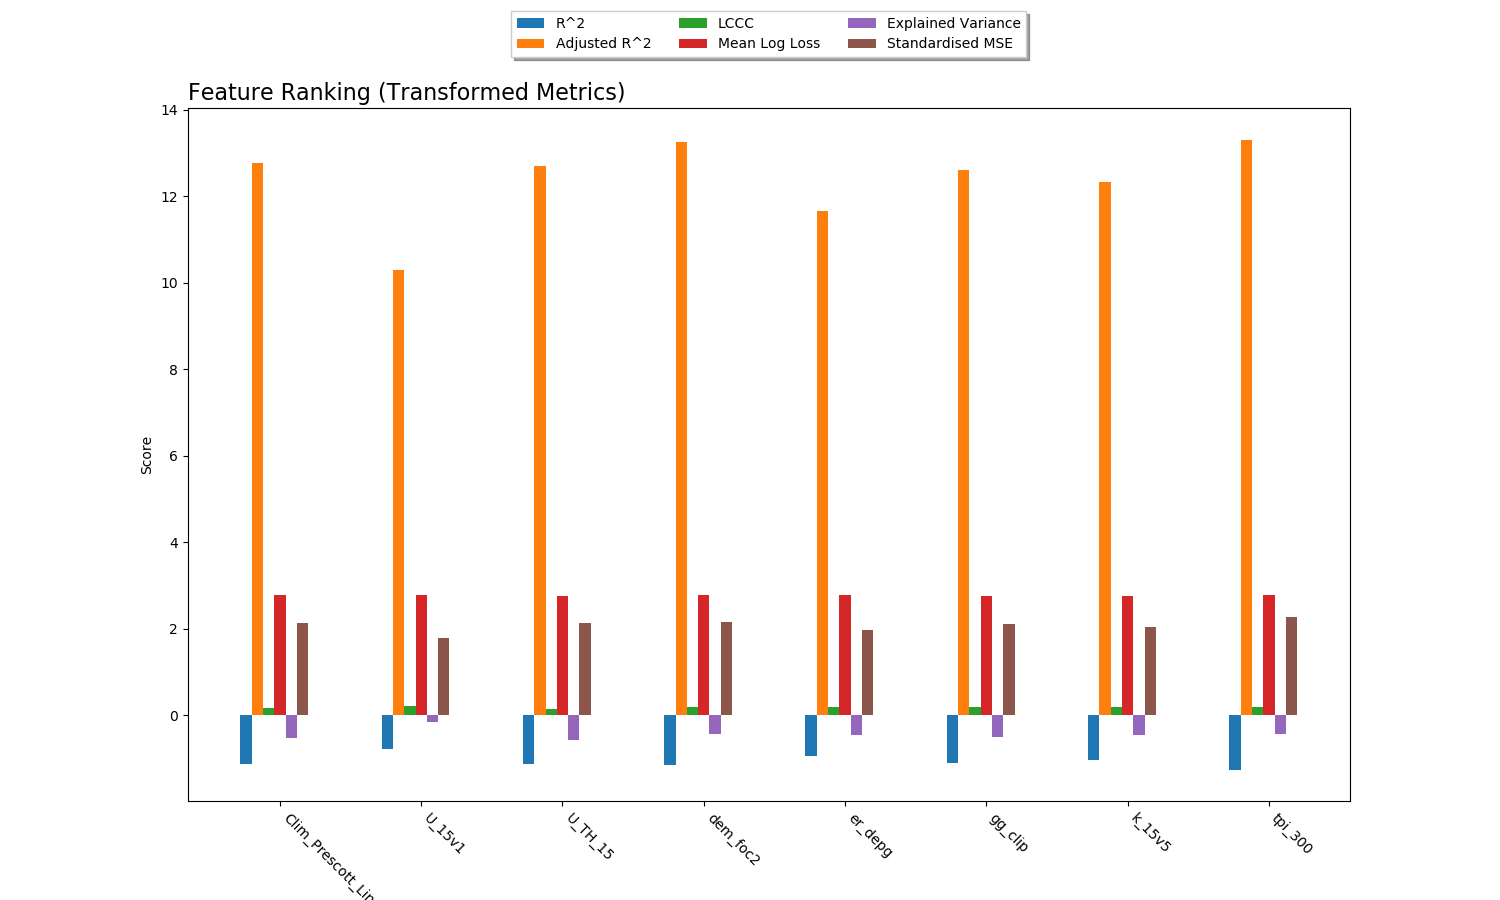 R^2 LCCC Explained Variance
Adjusted R^2 Mean Log Loss Standardised MSE
Feature Ranking (Transformed Metrics)
14
12
10
8
6
4
2
0
Score
Clim_Prescott_Lin
U_15v1
U_TH_15
dem_foc2
er_depg
gg_clip
k_15v5
tpi_300